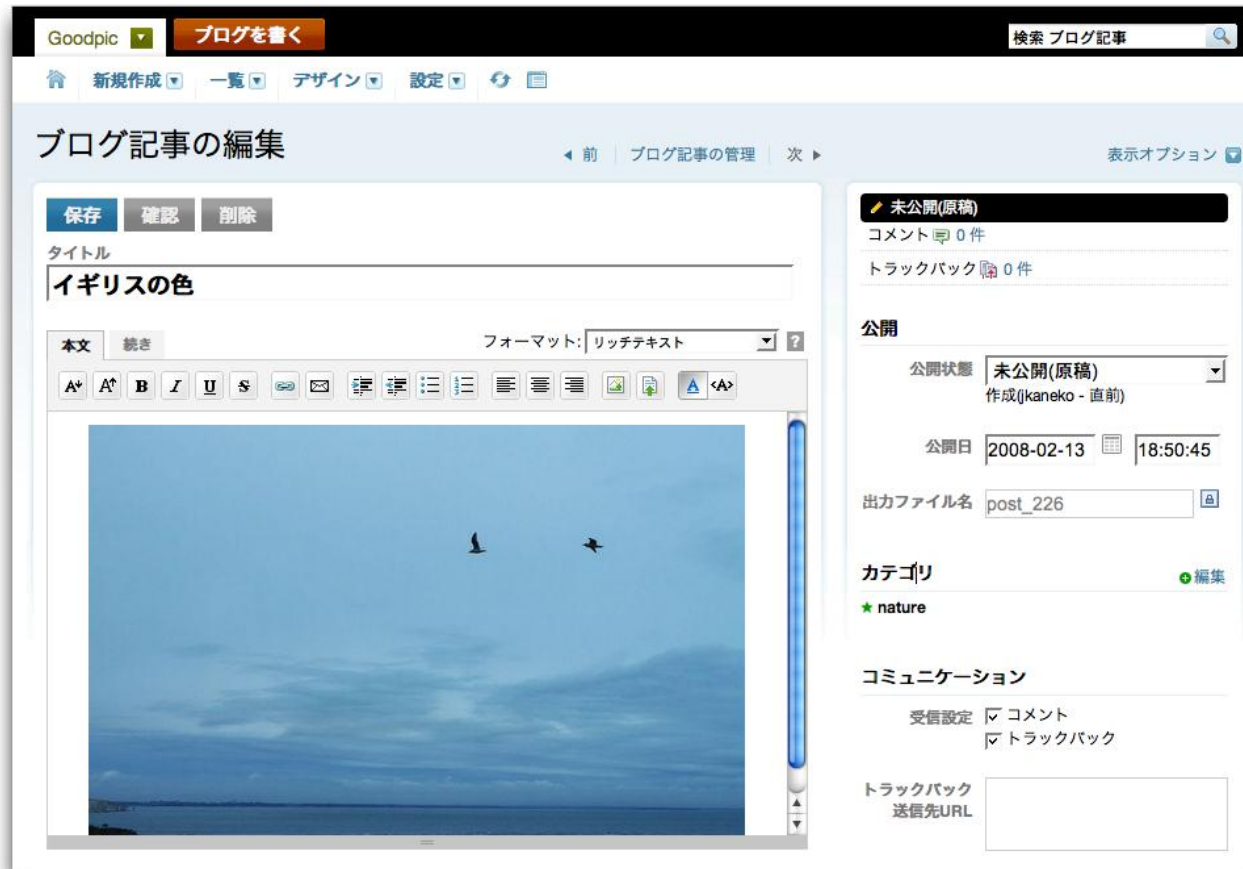 Goodpic
ブログを書く
検索 ブログ記事
新規作成 一覧 デザイン 設定
ブログ記事の編集
前 ブログ記事の管理 次
表示オプション
保存 確認 削除
タイトル
イギリスの色
本文 続き
フォーマット: リッチテキスト ?
A A B I U S A <A>
未公開(原稿)
コメント 0 件
トラックバック 0 件
公開
公開状態 未公開(原稿)
作成(jkaneko - 直前)
公開日 2008-02-13 18:50:45
出力ファイル名 post_226
カテゴリ 編集
nature
コミュニケーション
受信設定 コメント
トラックバック
トラックバック
送信先URL